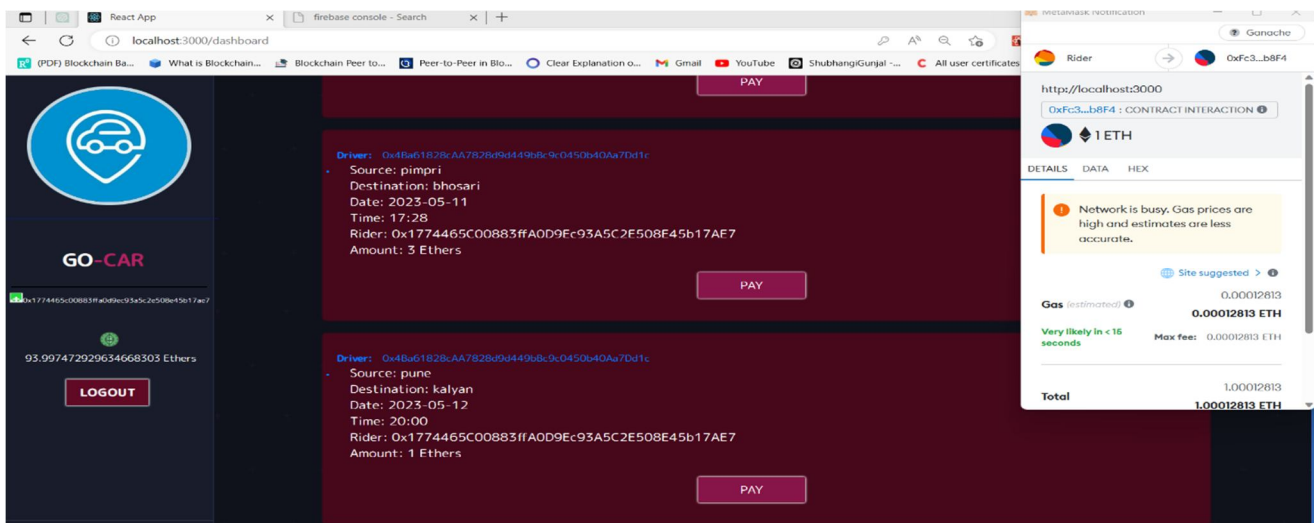 React App
firebase console - Search
localhost:3000/dashboard
(PDF) Blockchain Ba...
What is Blockchain...
Blockchain Peer to...
Peer-to-Peer in Blo...
Clear Explanation o...
Gmail
YouTube
ShubhangiGunjal -...
All user certificates
GO-CAR
0x1774465c00883ffa0d9ec93a5c2e508e45b17ae7
93.997472929634668303 Ethers
LOGOUT
PAY
Driver: 0x4Ba61828cAA7828d9d449bBc9c0450b40Aa7Dd1c
Source: pimpri
Destination: bhosari
Date: 2023-05-11
Time: 17:28
Rider: 0x1774465C00883ffA0D9Ec93A5C2E508E45b17AE7
Amount: 3 Ethers
PAY
Driver: 0x4Ba61828cAA7828d9d449bBc9c0450b40Aa7Dd1c
Source: pune
Destination: kalyan
Date: 2023-05-12
Time: 20:00
Rider: 0x1774465C00883ffA0D9Ec93A5C2E508E45b17AE7
Amount: 1 Ethers
PAY
MetaMask Notification
Ganache
Rider
0xFc3...b8F4
http://localhost:3000
0xFc3...b8F4 : CONTRACT INTERACTION
1 ETH
DETAILS DATA HEX
Network is busy. Gas prices are
high and estimates are less
accurate.
Site suggested >
0.00012813
Gas (estimated) 0.00012813 ETH
Very likely in < 15
seconds
Max fee: 0.00012813 ETH
1.00012813
Total
1.00012813 ETH